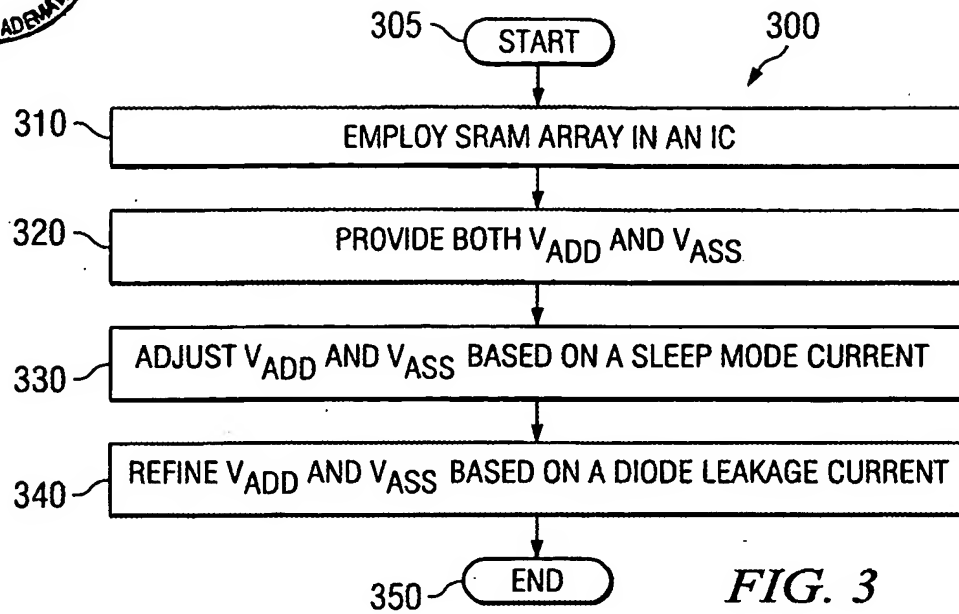 ADEMAR
305
START
300
310
EMPLOY SRAM ARRAY IN AN IC
320
PROVIDE BOTH VADD AND VASS
330
ADJUST VADD AND VASS BASED ON A SLEEP MODE CURRENT
340
REFINE VADD AND VASS BASED ON A DIODE LEAKAGE CURRENT
350
END
FIG. 3